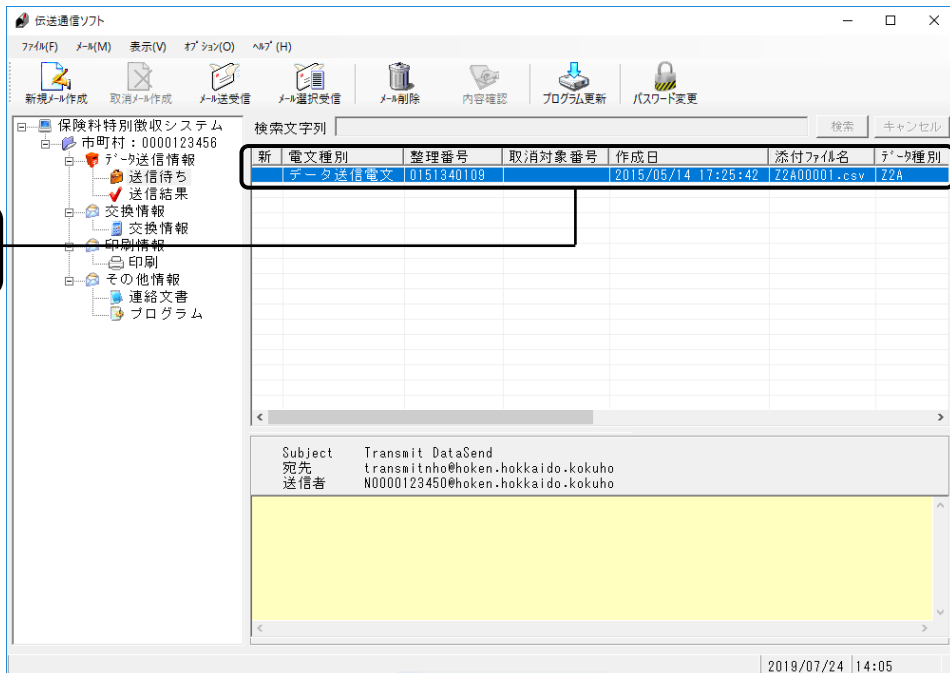 伝送通信ソフト
ﾌｧｲﾙ(F) ﾒｰﾙ(M) 表示(V) ｵﾌﾟｼｮﾝ(O) ﾍﾙﾌﾟ(H)
新規ﾒｰﾙ作成 取消ﾒｰﾙ作成 ﾒｰﾙ送受信 ﾒｰﾙ選択受信 ﾒｰﾙ削除 内容確認 ﾌﾟﾛｸﾞﾗﾑ更新 ﾊﾟｽﾜｰﾄﾞ変更
保険料特別徴収システム
市町村：0000123456
ﾃﾞｰﾀ送信情報
送信待ち
送信結果
交換情報
交換情報
印刷情報
印刷
その他情報
連絡文書
プログラム
検索文字列 検索 キャンセル
新 電文種別 整理番号 取消対象番号 作成日 添付ﾌｧｲﾙ名 ﾃﾞｰﾀ種別
データ送信電文 0151340109 2015/05/14 17:25:42 Z2A00001.csv Z2A
Subject Transmit DataSend
宛先 transmitnho@hoken.hokkaido.kokuho
送信者 N0000123450@hoken.hokkaido.kokuho
2019/07/24 14:05